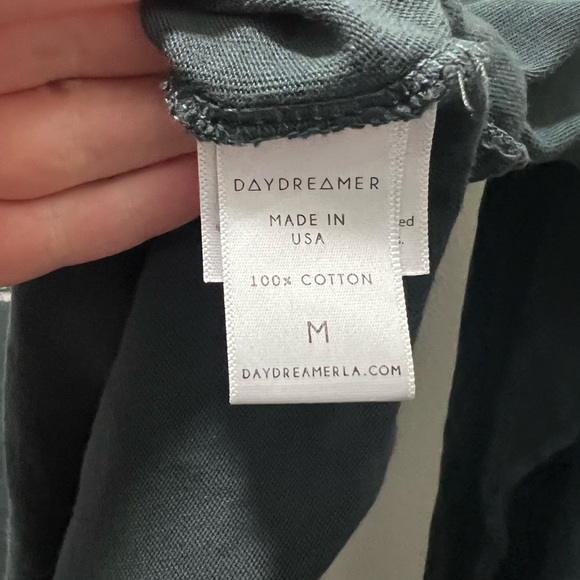 DAYDREAMER
MADE IN
USA
100% COTTON
M
DAYDREAMERLA.COM